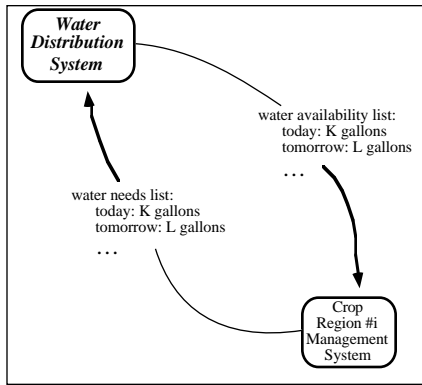 Water
Distribution
System
water availability list:
today: K gallons
tomorrow: L gallons
...
water needs list:
today: K gallons
tomorrow: L gallons
...
Crop
Region #i
Management
System